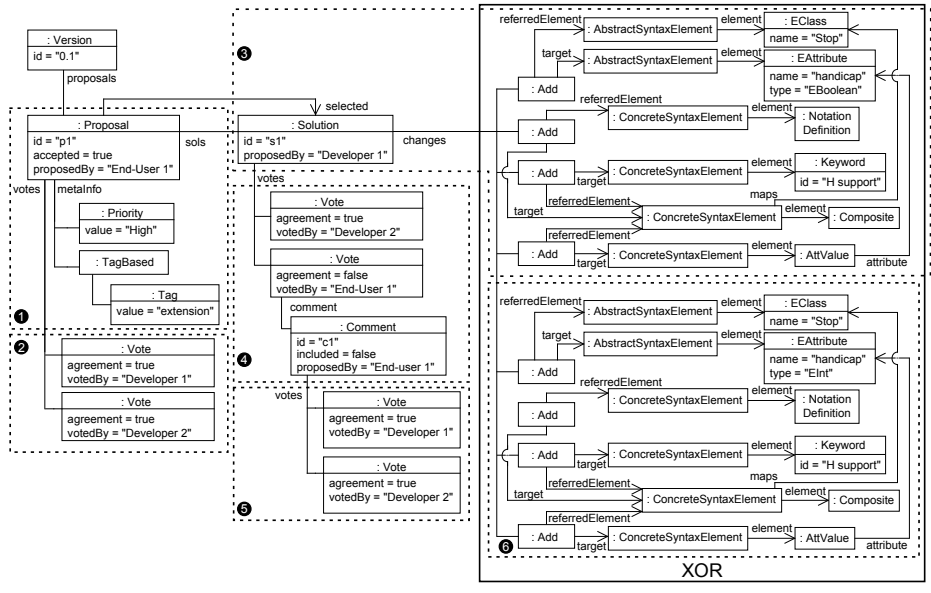 : Version
id = "0.1"
proposals
❶
: Proposal
id = "p1"
accepted = true
proposedBy = "End-User 1"
votes
metaInfo
: Priority
value = "High"
: TagBased
: Tag
value = "extension"
❷
: Vote
agreement = true
votedBy = "Developer 1"
: Vote
agreement = true
votedBy = "Developer 2"
❸
selected
sols
: Solution
id = "s1"
proposedBy = "Developer 1"
changes
votes
: Vote
agreement = true
votedBy = "Developer 2"
: Vote
agreement = false
votedBy = "End-User 1"
comment
: Comment
id = "c1"
included = false
proposedBy = "End-user 1"
❹
votes
: Vote
agreement = true
votedBy = "Developer 1"
: Vote
agreement = true
votedBy = "Developer 2"
❺
referredElement
: AbstractSyntaxElement
element
: EClass
name = "Stop"
target
: AbstractSyntaxElement
element
: EAttribute
name = "handicap"
type = "EBoolean"
: Add
referredElement
: ConcreteSyntaxElement
element
: Notation
Definition
: Add
: Add
target
: ConcreteSyntaxElement
element
: Keyword
id = "H support"
maps
referredElement
target
: ConcreteSyntaxElement
element
: Composite
referredElement
: Add
target
: ConcreteSyntaxElement
element
: AttValue
attribute
referredElement
: AbstractSyntaxElement
element
: EClass
name = "Stop"
target
: AbstractSyntaxElement
element
: EAttribute
name = "handicap"
type = "EInt"
: Add
referredElement
: ConcreteSyntaxElement
element
: Notation
Definition
: Add
: Add
target
: ConcreteSyntaxElement
element
: Keyword
id = "H support"
maps
referredElement
target
: ConcreteSyntaxElement
element
: Composite
referredElement
: Add
target
: ConcreteSyntaxElement
element
: AttValue
attribute
❻
XOR